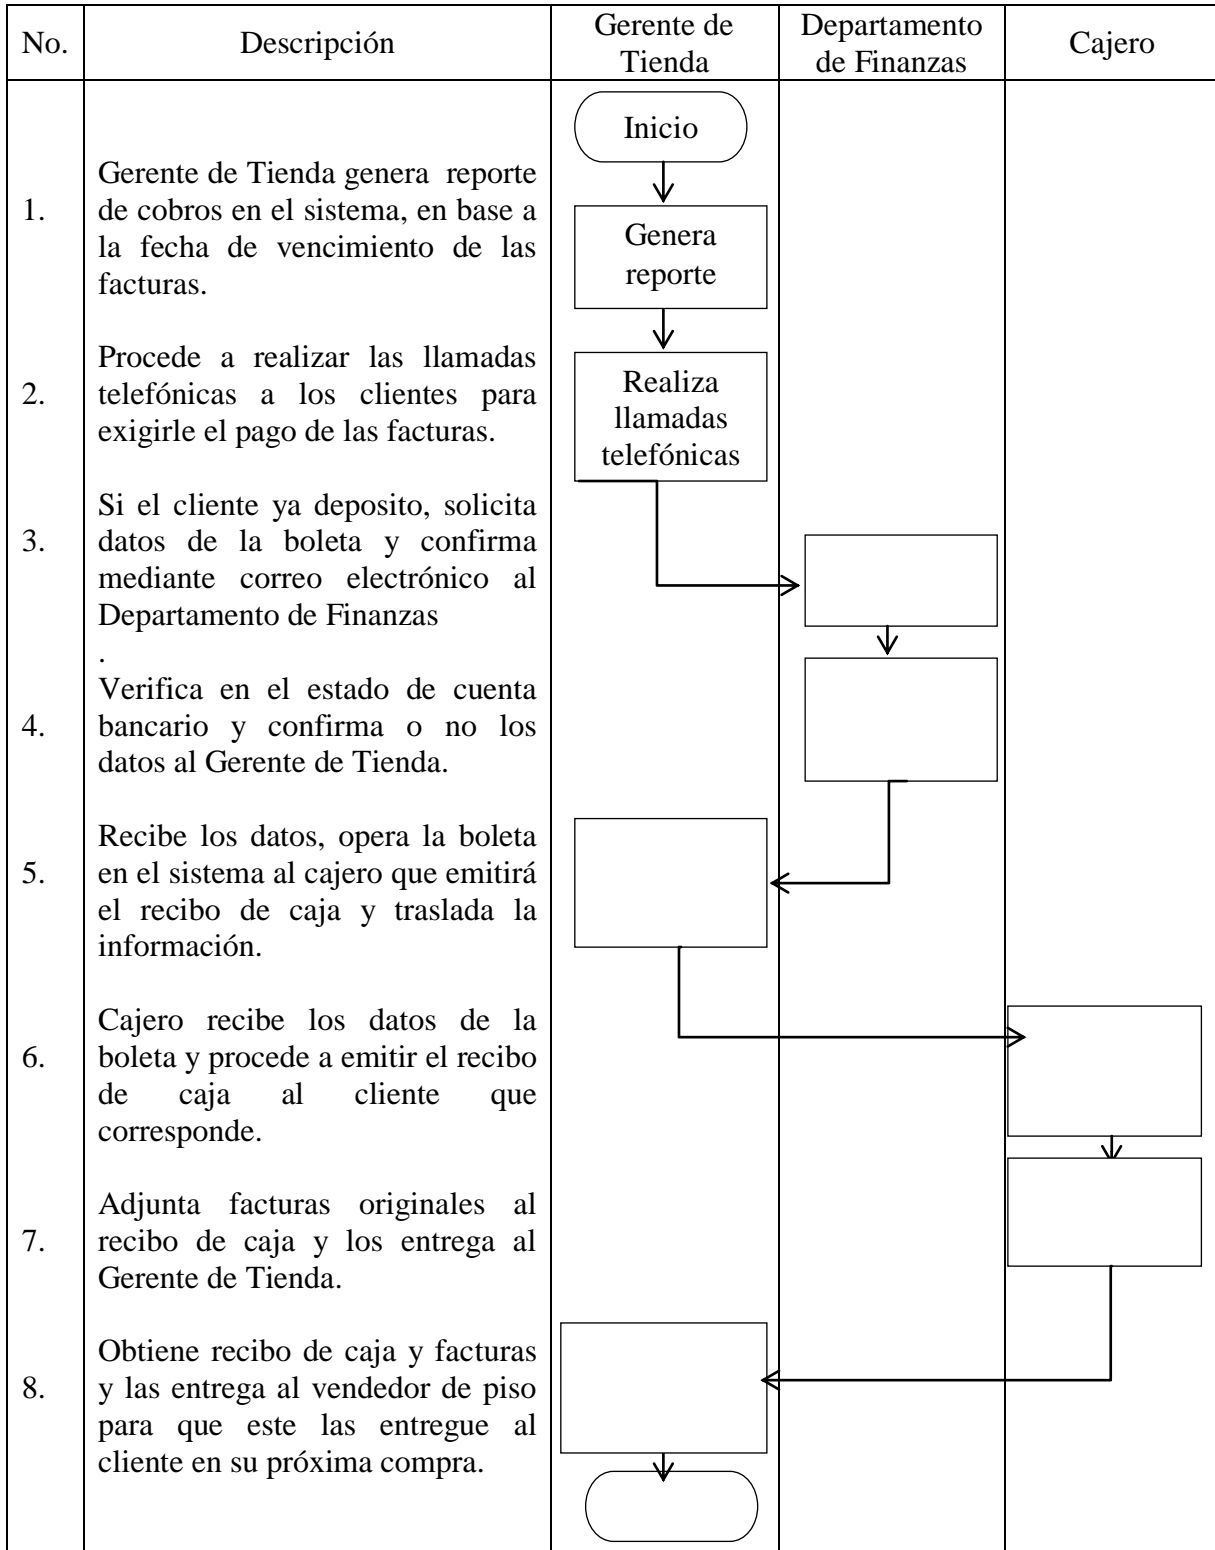 No.
Descripción
Gerente de
Tienda
Departamento
de Finanzas
Cajero
Inicio
1.
Gerente de Tienda genera reporte
de cobros en el sistema, en base a
la fecha de vencimiento de las
facturas.
Genera
reporte
2.
Procede a realizar las llamadas
telefónicas a los clientes para
exigirle el pago de las facturas.
Realiza
llamadas
telefónicas
3.
Si el cliente ya deposito, solicita
datos de la boleta y confirma
mediante correo electrónico al
Departamento de Finanzas
.
4.
Verifica en el estado de cuenta
bancario y confirma o no los
datos al Gerente de Tienda.
5.
Recibe los datos, opera la boleta
en el sistema al cajero que emitirá
el recibo de caja y traslada la
información.
6.
Cajero recibe los datos de la
boleta y procede a emitir el recibo
de caja al cliente que
corresponde.
7.
Adjunta facturas originales al
recibo de caja y los entrega al
Gerente de Tienda.
8.
Obtiene recibo de caja y facturas
y las entrega al vendedor de piso
para que este las entregue al
cliente en su próxima compra.